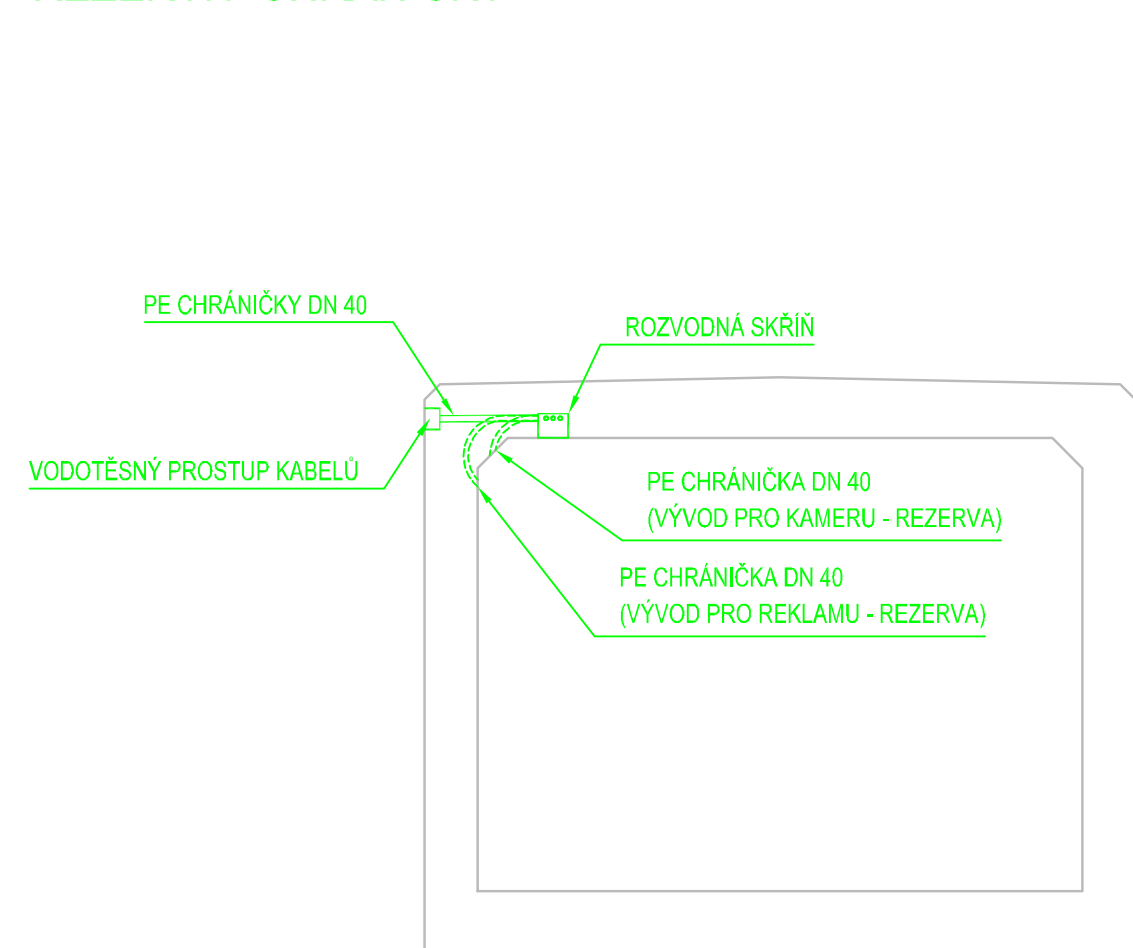 PE CHRÁNIČKY DN 40
ROZVODNÁ SKŘÍŇ
VODOTĚSNÝ PROSTUP KABELŮ
PE CHRÁNIČKA DN 40
(VÝVOD PRO KAMERU - REZERVA)
PE CHRÁNIČKA DN 40
(VÝVOD PRO REKLAMU - REZERVA)